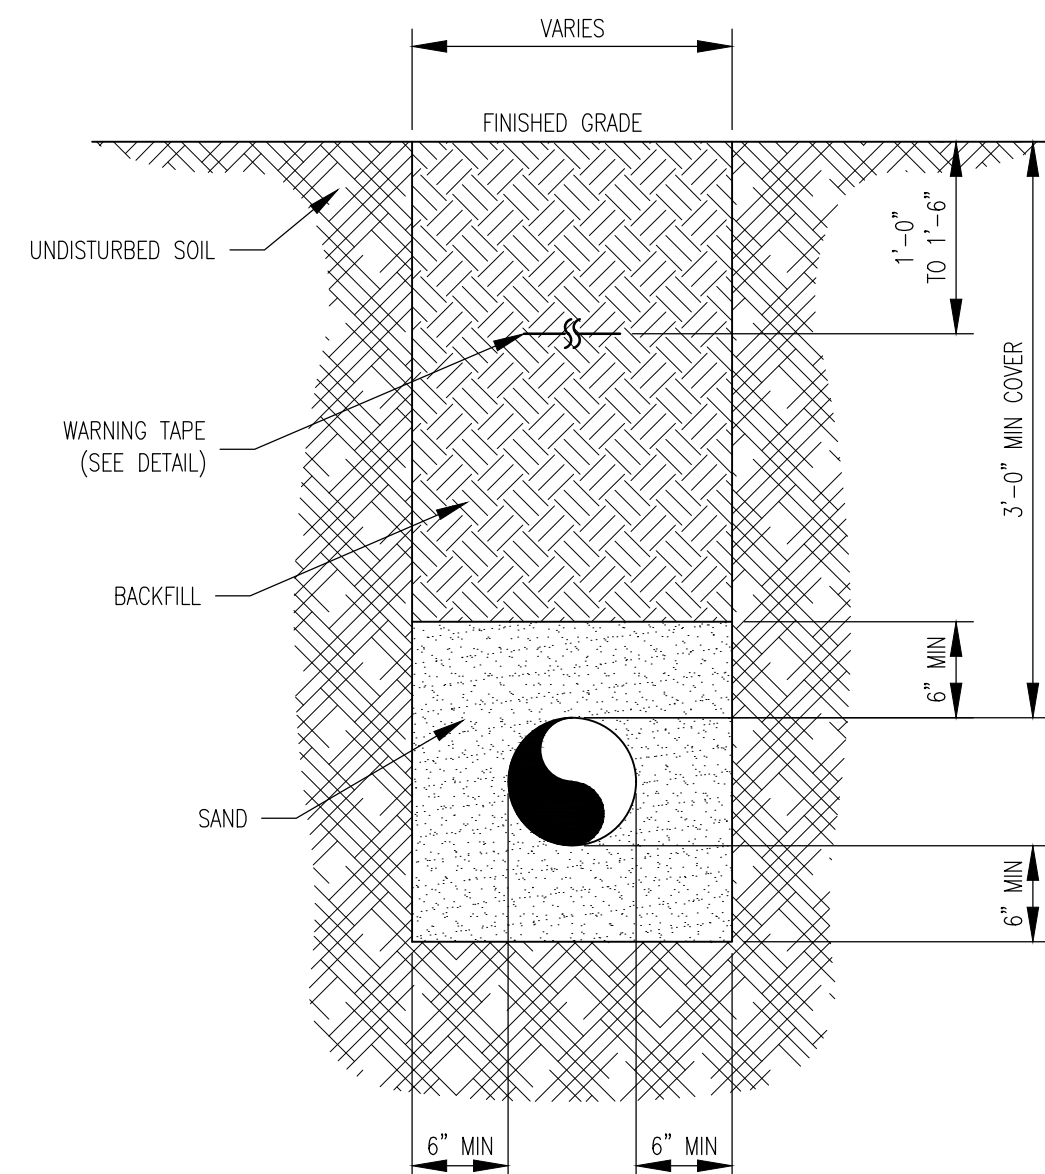 VARIES
FINISHED GRADE
UNDISTURBED SOIL
1'-0"
TO 1'-6"
WARNING TAPE
(SEE DETAIL)
3'-0" MIN COVER
BACKFILL
6" MIN
SAND
6" MIN
6" MIN
6" MIN